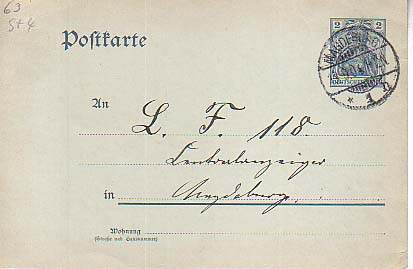 63
St 4
Postkarte
2 2
MAGDEBURG
* 1 n
An
L. F. 118
Centralanzeiger
in Magdeburg.
Wohnung
(Straße und Hausnummer)